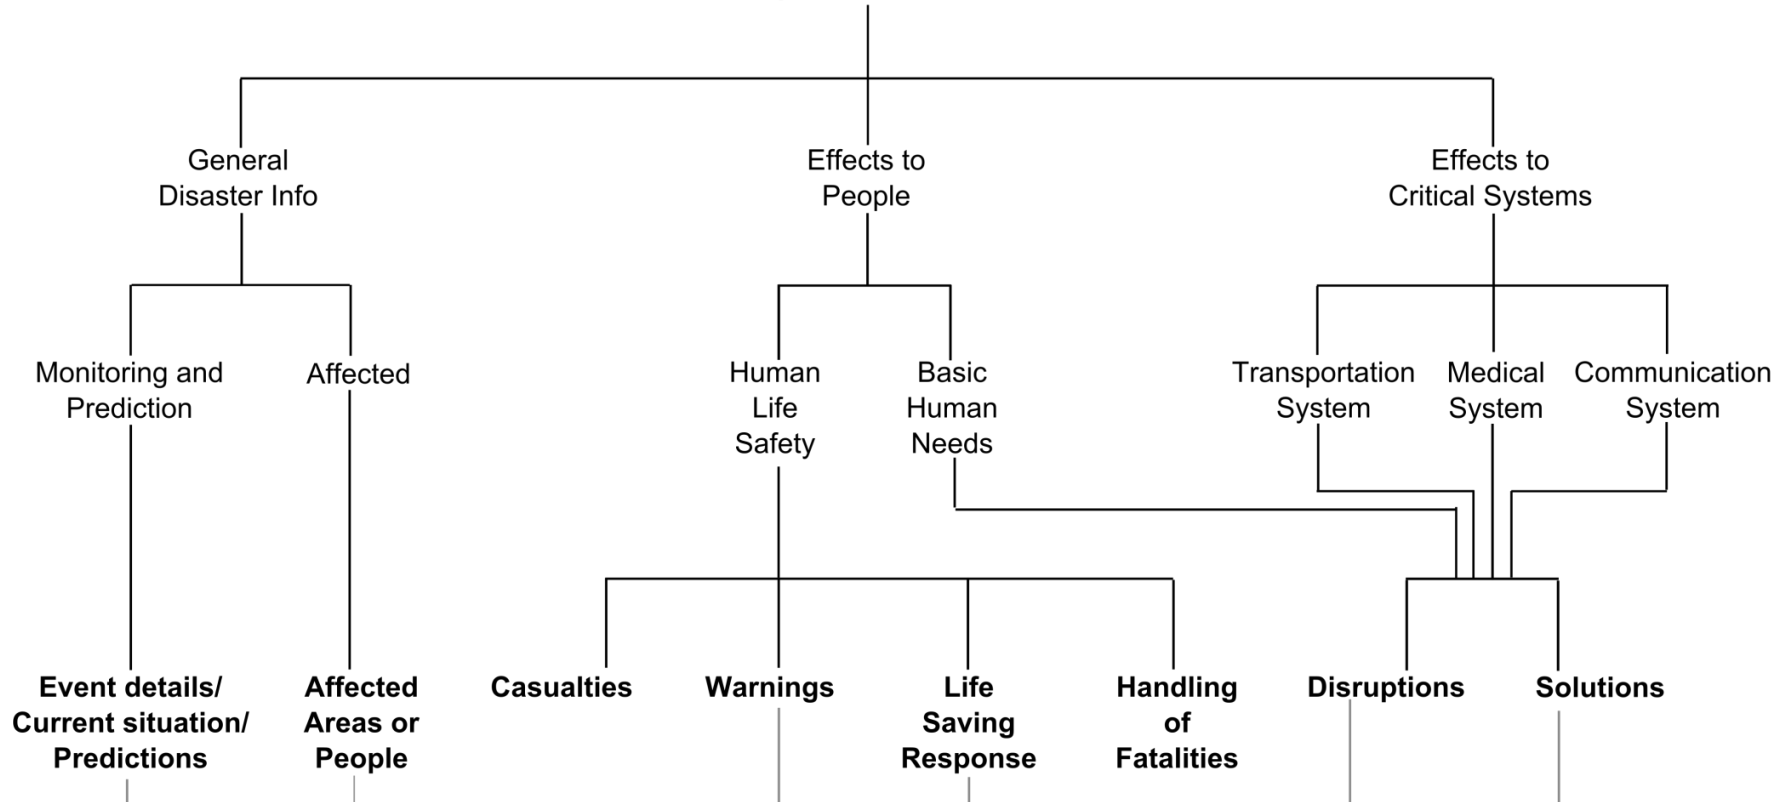 General
Disaster Info
Effects to
People
Effects to
Critical Systems
Monitoring and
Prediction
Affected
Human
Life
Safety
Basic
Human
Needs
Transportation
System
Medical
System
Communication
System
Event details/
Current situation/
Predictions
Affected
Areas or
People
Casualties
Warnings
Life
Saving
Response
Handling
of
Fatalities
Disruptions
Solutions